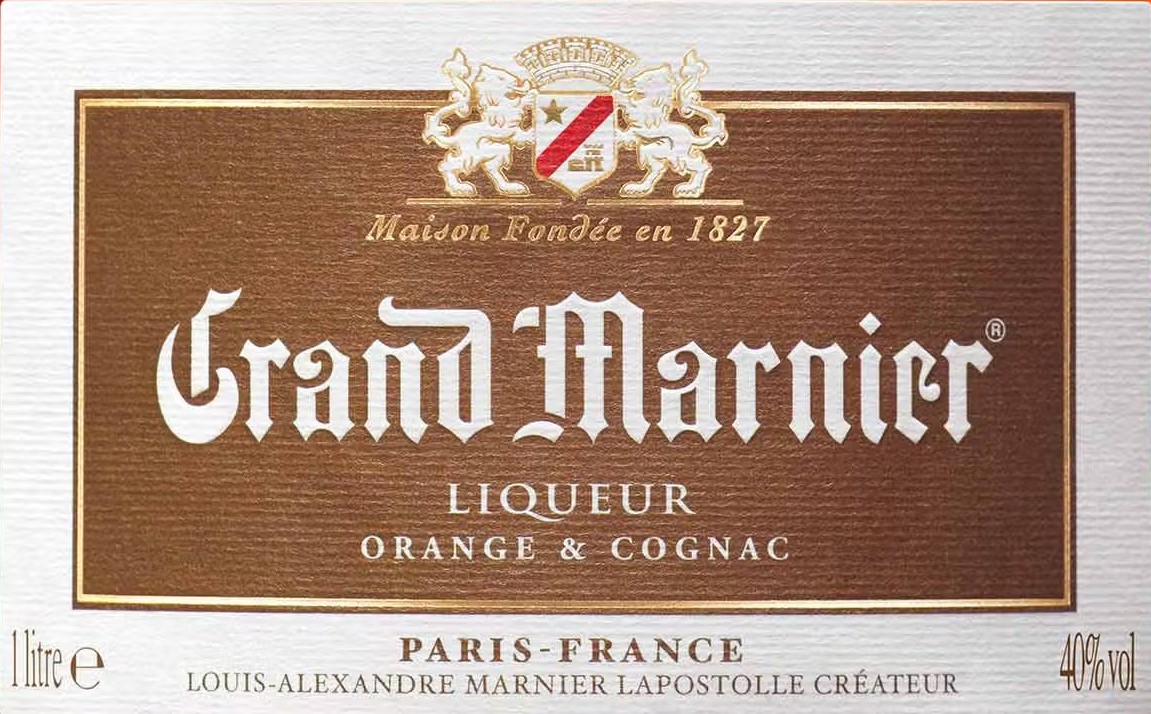 Maison Fondée en 1827
Grand Marnier®
LIQUEUR
ORANGE & COGNAC
PARIS-FRANCE
1 litre ℮
LOUIS-ALEXANDRE MARNIER LAPOSTOLLE CRÉATEUR
40% vol